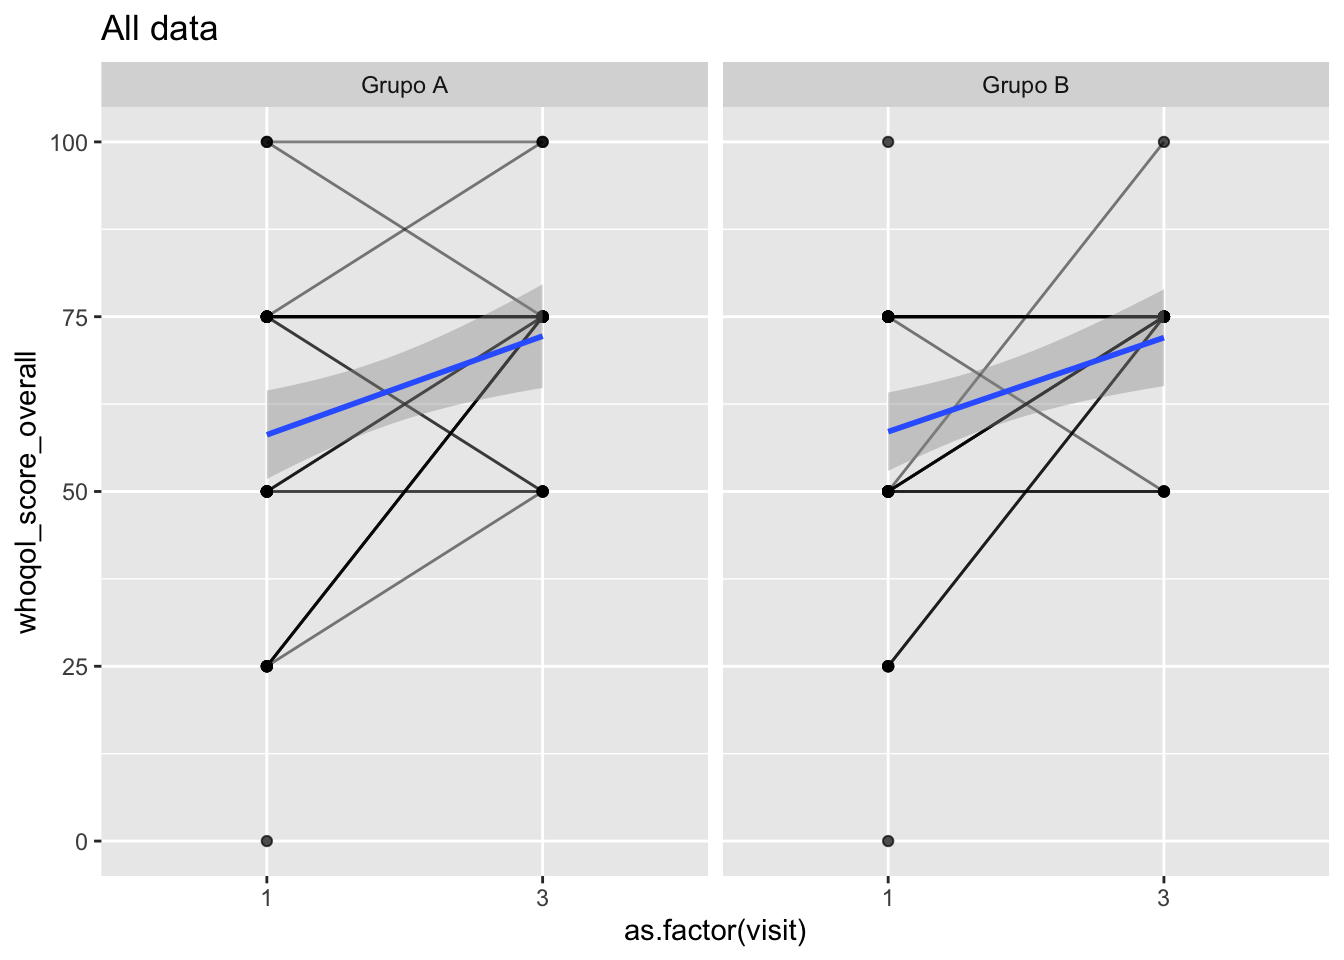 All data
Grupo A
Grupo B
100
75
50
25
0
whoqol_score_overall
1
3
1
3
as.factor(visit)